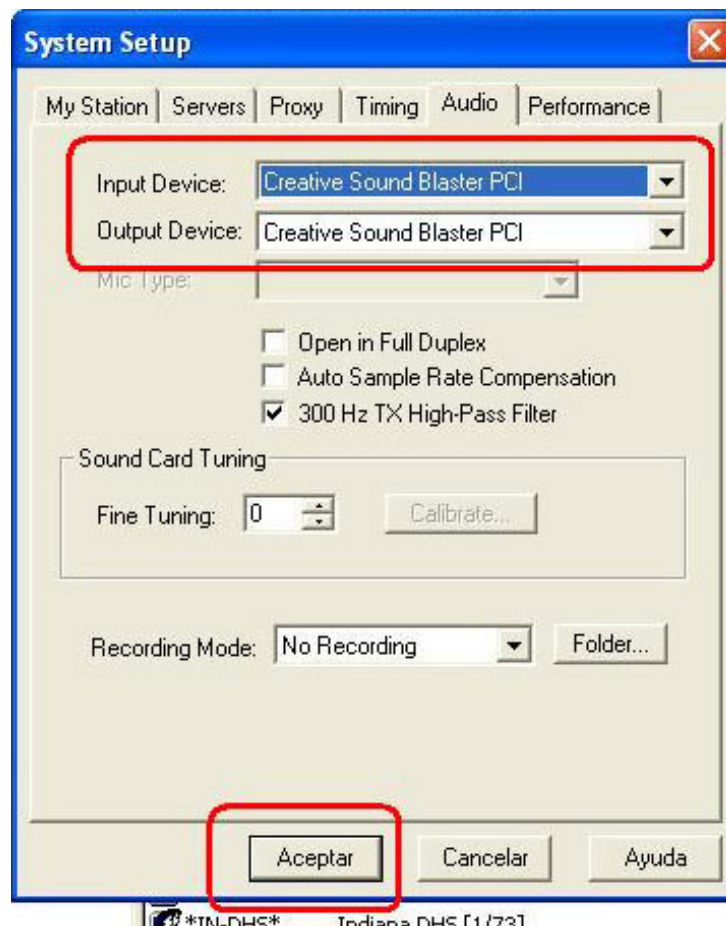 System Setup
My Station Servers Proxy Timing Audio Performance
Input Device: Creative Sound Blaster PCI
Output Device: Creative Sound Blaster PCI
Mic Type:
Open in Full Duplex
Auto Sample Rate Compensation
300 Hz TX High-Pass Filter
Sound Card Tuning
Fine Tuning: 0 Calibrate...
Recording Mode: No Recording Folder...
Aceptar Cancelar Ayuda
*IN-DHS* Indiana DHS [1/73]